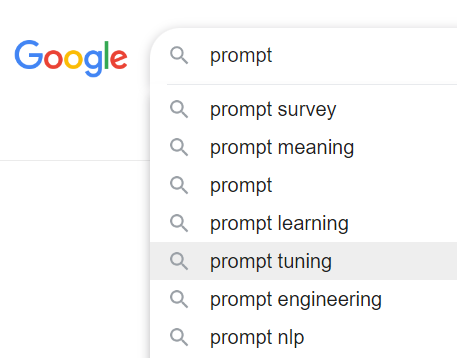 Google
prompt
prompt survey
prompt meaning
prompt
prompt learning
prompt tuning
prompt engineering
prompt nlp